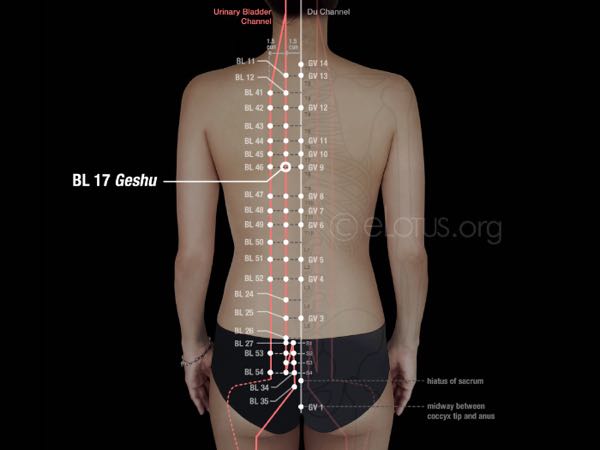 Urinary Bladder
Channel
Du Channel
1.5
cun
1.5
cun
BL 11
GV 14
GV 13
BL 12
BL 41
BL 42
GV 12
BL 43
BL 44
GV 11
BL 45
GV 10
BL 46
GV 9
BL 17 Geshu
BL 47
GV 8
BL 48
GV 7
BL 49
GV 6
© eLOTUS.org
BL 50
BL 51
GV 5
BL 52
GV 4
BL 24
BL 25
GV 3
BL 26
BL 27
S1
BL 53
S2
S3
BL 54
S4
hiatus of sacrum
BL 34
BL 35
GV 1
midway between
coccyx tip and anus